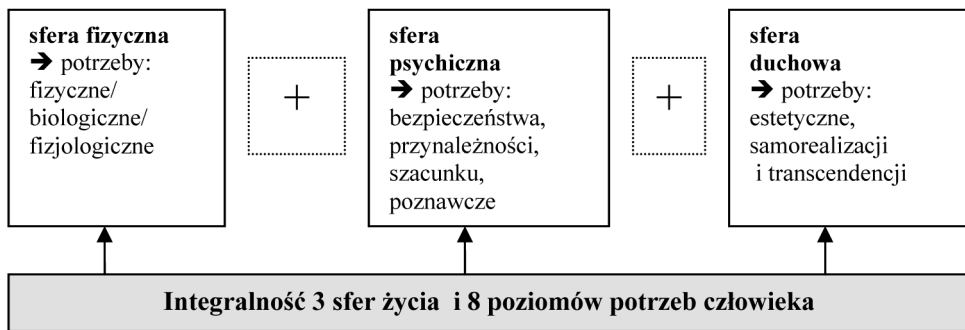 sfera fizyczna
➔ potrzeby:
fizyczne/
biologiczne/
fizjologiczne
+
sfera
psychiczna
➔ potrzeby:
bezpieczeństwa,
przynależności,
szacunku,
poznawcze
+
sfera
duchowa
➔ potrzeby:
estetyczne,
samorealizacji
i transcendencji
Integralność 3 sfer życia i 8 poziomów potrzeb człowieka